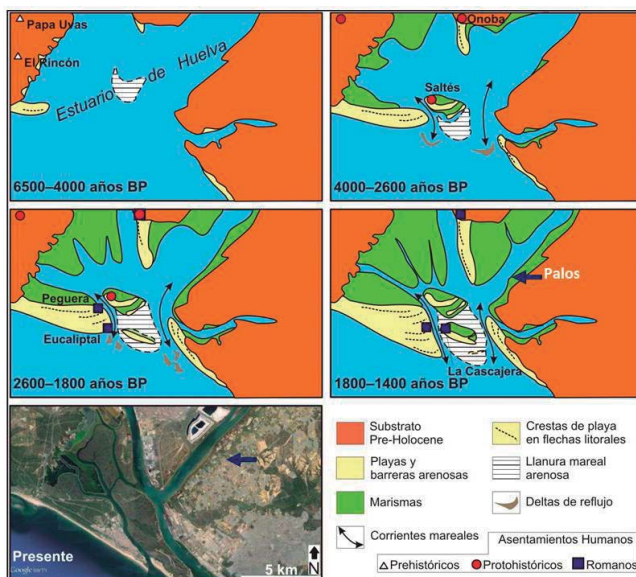 Papa Uvas
El Rincón
Estuario de Huelva
6500–4000 años BP
Onoba
Saltés
4000–2600 años BP
Peguera
Eucaliptal
2600–1800 años BP
Palos
La Cascajera
1800–1400 años BP
Presente
Google earth
5 km
N
Substrato
Pre-Holocene
Playas y
barreras arenosas
Marismas
Corrientes mareales
Crestas de playa
en flechas litorales
Llanura mareal
arenosa
Deltas de reflujo
Asentamientos Humanos
Prehistóricos
Protohistóricos
Romanos